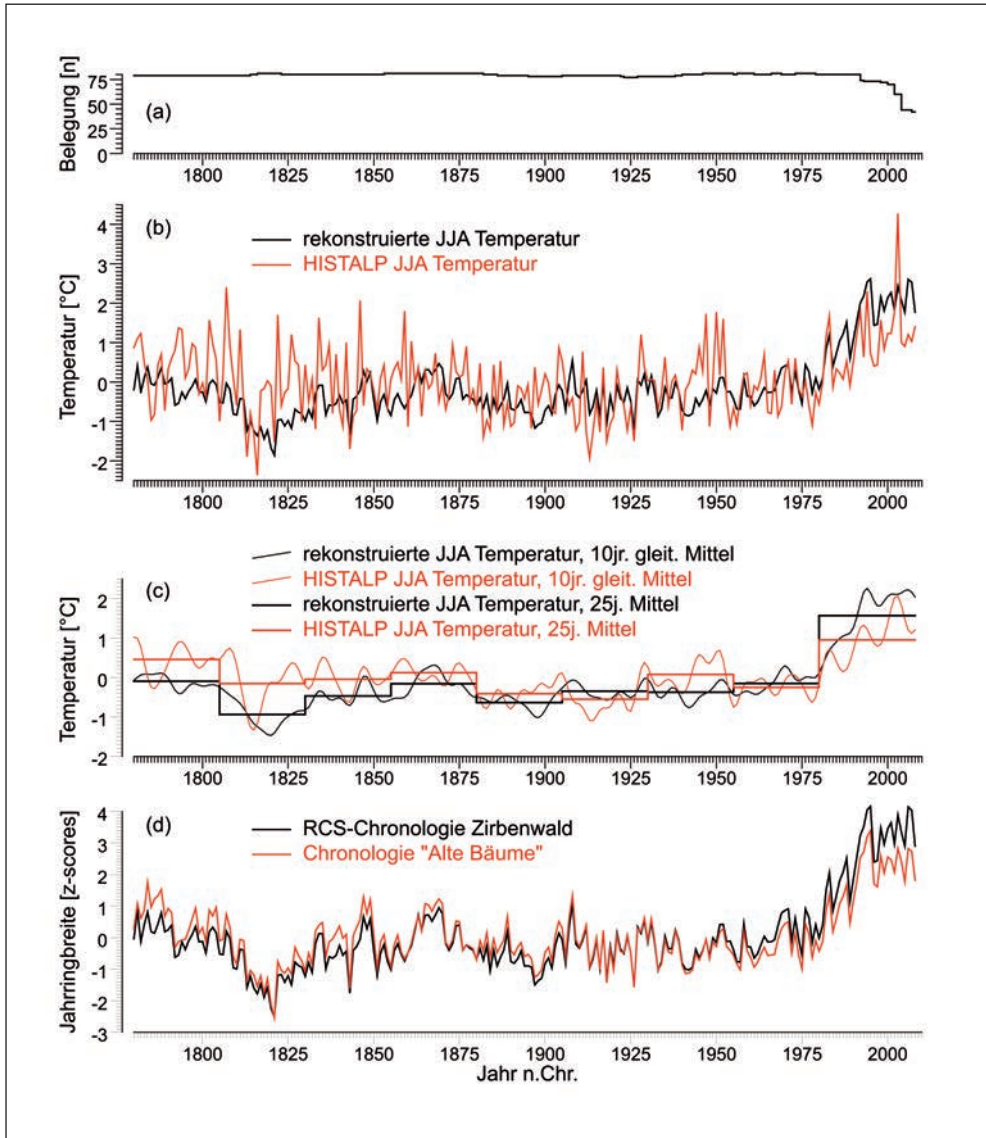 Belegung [n]
75
50
25
0
(a)
1800 1825 1850 1875 1900 1925 1950 1975 2000
Temperatur [°C]
4
3
2
1
0
-1
-2
(b)
rekonstruierte JJA Temperatur
HISTALP JJA Temperatur
1800 1825 1850 1875 1900 1925 1950 1975 2000
rekonstruierte JJA Temperatur, 10jr. gleit. Mittel
HISTALP JJA Temperatur, 10jr. gleit. Mittel
rekonstruierte JJA Temperatur, 25j. Mittel
HISTALP JJA Temperatur, 25j. Mittel
Temperatur [°C]
2
1
0
-1
-2
(c)
1800 1825 1850 1875 1900 1925 1950 1975 2000
Jahrringbreite [z-scores]
4
3
2
1
0
-1
-2
-3
(d)
RCS-Chronologie Zirbenwald
Chronologie "Alte Bäume"
1800 1825 1850 1875 1900 1925 1950 1975 2000
Jahr n.Chr.